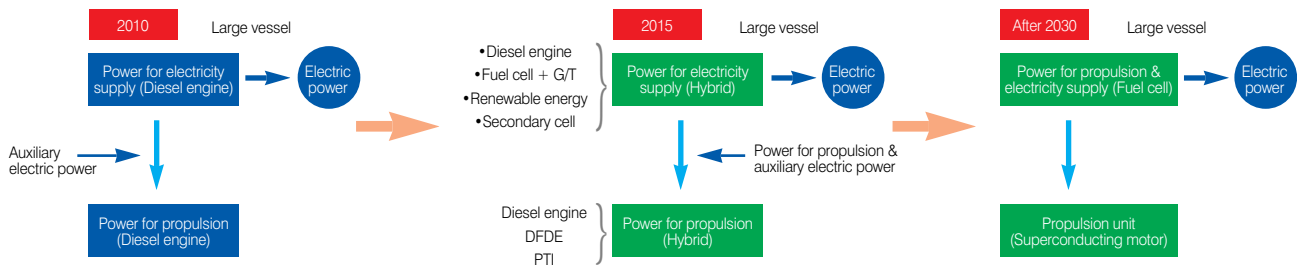 2010
Large vessel
Power for electricity
supply (Diesel engine)
Electric
power
Auxiliary
electric power
Power for propulsion
(Diesel engine)
2015
Large vessel
•Diesel engine
•Fuel cell + G/T
•Renewable energy
•Secondary cell
Power for electricity
supply (Hybrid)
Electric
power
Power for propulsion &
auxiliary electric power
Diesel engine
DFDE
PTI
Power for propulsion
(Hybrid)
After 2030
Large vessel
Power for propulsion &
electricity supply (Fuel cell)
Electric
power
Propulsion unit
(Superconducting motor)